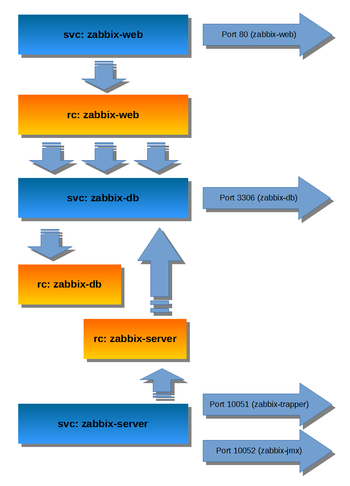 svc: zabbix-web
Port 80 (zabbix-web)
rc: zabbix-web
svc: zabbix-db
Port 3306 (zabbix-db)
rc: zabbix-db
rc: zabbix-server
svc: zabbix-server
Port 10051 (zabbix-trapper)
Port 10052 (zabbix-jmx)